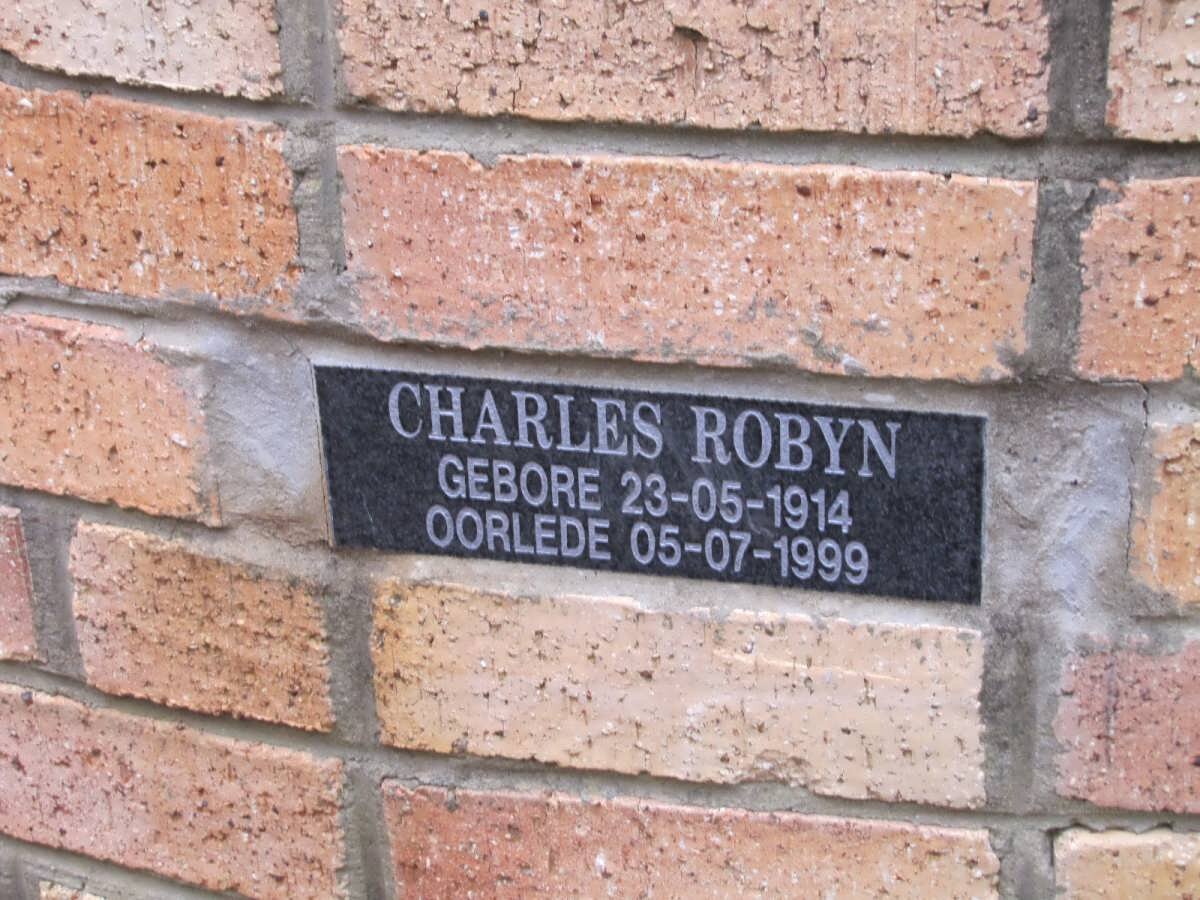 CHARLES ROBYN
GEBORE 23-05-1914
OORLEDE 05-07-1999